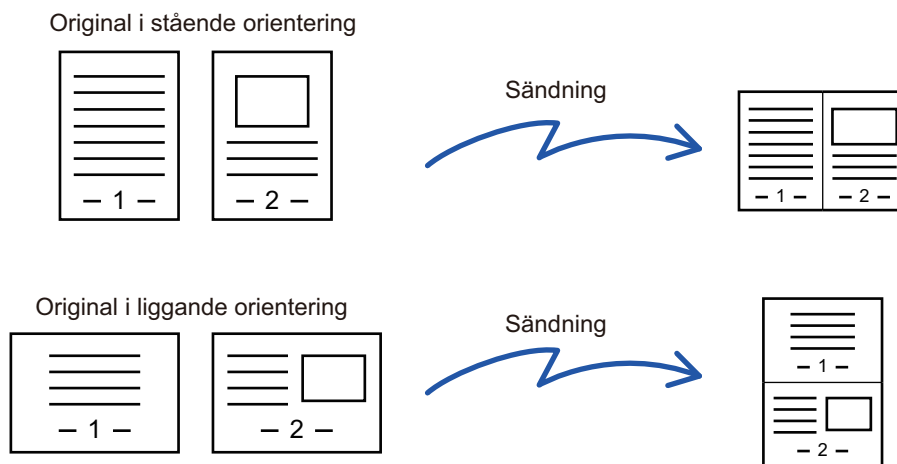 Original i stående orientering
Sändning
– 1 –
– 2 –
– 1 –
– 2 –
Original i liggande orientering
Sändning
– 1 –
– 2 –
– 1 –
– 2 –